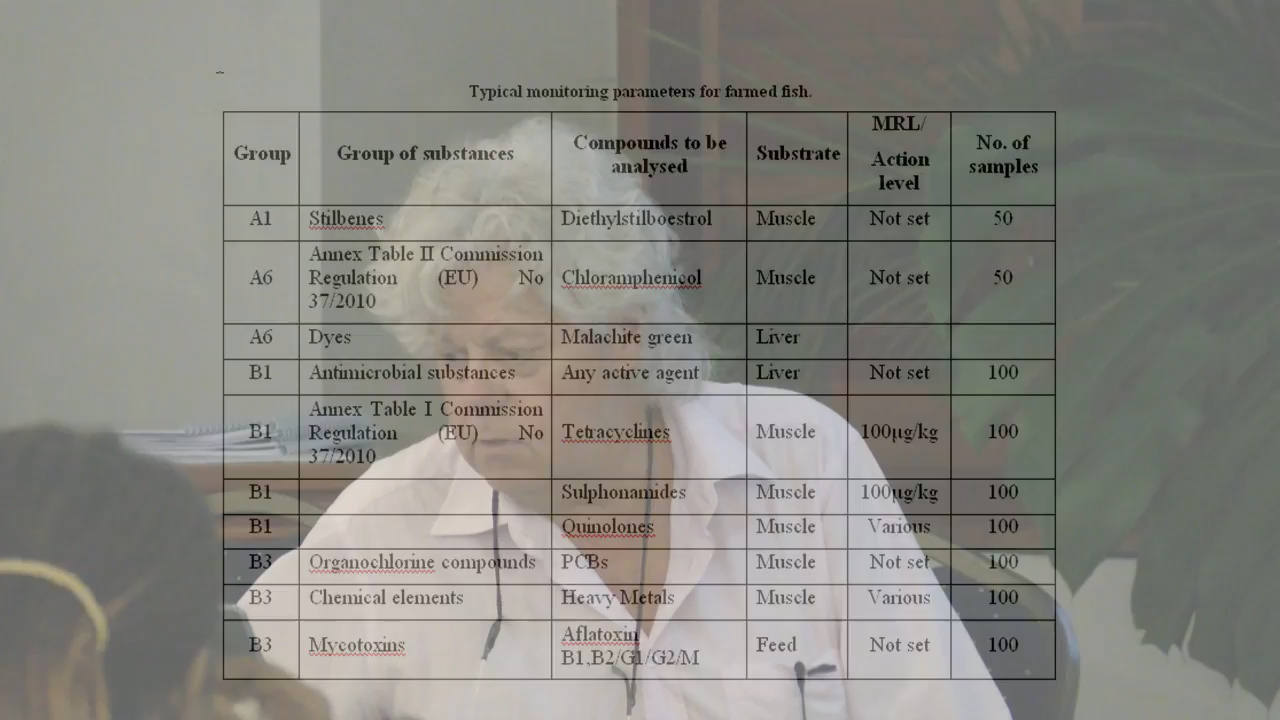 Typical monitoring parameters for farmed fish.
Group Group of substances Compounds to be analysed Substrate MRL/ Action level No. of samples
A1 Stilbenes Diethylstilboestrol Muscle Not set 50
A6 Annex Table II Commission Regulation (EU) No 37/2010 Chloramphenicol Muscle Not set 50
A6 Dyes Malachite green Liver
B1 Antimicrobial substances Any active agent Liver Not set 100
B1 Annex Table I Commission Regulation (EU) No 37/2010 Tetracyclines Muscle 100µg/kg 100
B1 Sulphonamides Muscle 100µg/kg 100
B1 Quinolones Muscle Various 100
B3 Organochlorine compounds PCBs Muscle Not set 100
B3 Chemical elements Heavy Metals Muscle Various 100
B3 Mycotoxins Aflatoxin B1,B2/G1/G2/M Feed Not set 100